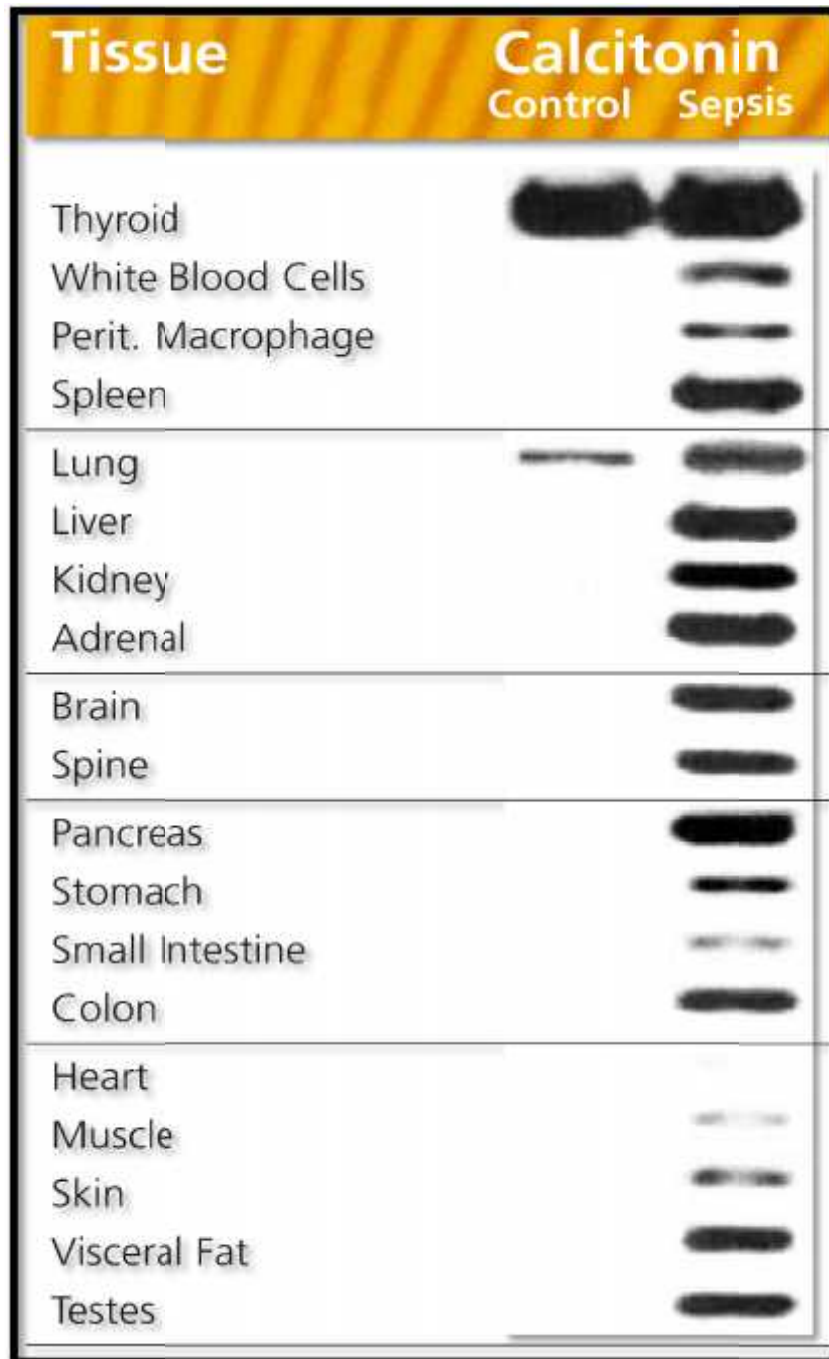 Tissue Calcitonin
Control Sepsis
Thyroid
White Blood Cells
Perit. Macrophage
Spleen
Lung
Liver
Kidney
Adrenal
Brain
Spine
Pancreas
Stomach
Small Intestine
Colon
Heart
Muscle
Skin
Visceral Fat
Testes